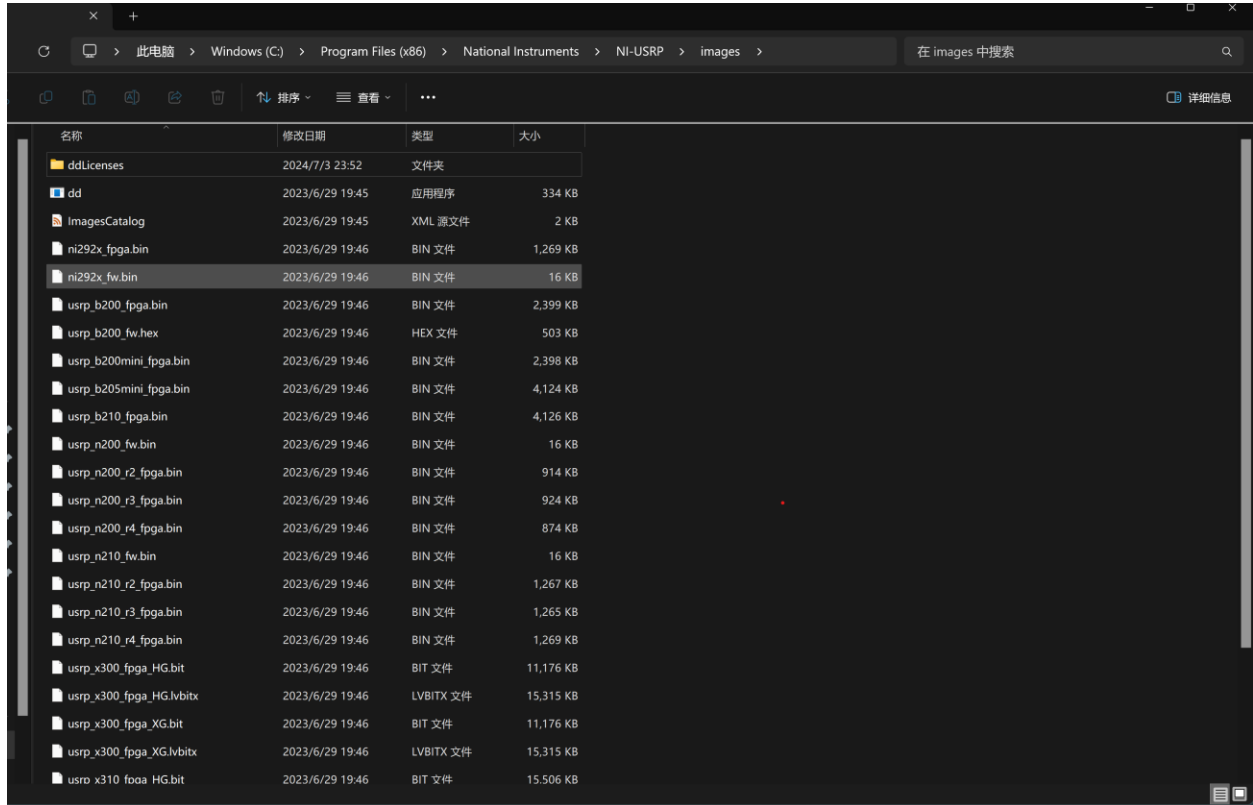 此电脑 > Windows (C:) > Program Files (x86) > National Instruments > NI-USRP > images > 在 images 中搜索
排序 查看 ... 详细信息
名称 修改日期 类型 大小
ddLicenses 2024/7/3 23:52 文件夹
dd 2023/6/29 19:45 应用程序 334 KB
ImagesCatalog 2023/6/29 19:45 XML 源文件 2 KB
ni292x_fpga.bin 2023/6/29 19:46 BIN 文件 1,269 KB
ni292x_fw.bin 2023/6/29 19:46 BIN 文件 16 KB
usrp_b200_fpga.bin 2023/6/29 19:46 BIN 文件 2,399 KB
usrp_b200_fw.hex 2023/6/29 19:46 HEX 文件 503 KB
usrp_b200mini_fpga.bin 2023/6/29 19:46 BIN 文件 2,398 KB
usrp_b205mini_fpga.bin 2023/6/29 19:46 BIN 文件 4,124 KB
usrp_b210_fpga.bin 2023/6/29 19:46 BIN 文件 4,126 KB
usrp_n200_fw.bin 2023/6/29 19:46 BIN 文件 16 KB
usrp_n200_r2_fpga.bin 2023/6/29 19:46 BIN 文件 914 KB
usrp_n200_r3_fpga.bin 2023/6/29 19:46 BIN 文件 924 KB
usrp_n200_r4_fpga.bin 2023/6/29 19:46 BIN 文件 874 KB
usrp_n210_fw.bin 2023/6/29 19:46 BIN 文件 16 KB
usrp_n210_r2_fpga.bin 2023/6/29 19:46 BIN 文件 1,267 KB
usrp_n210_r3_fpga.bin 2023/6/29 19:46 BIN 文件 1,265 KB
usrp_n210_r4_fpga.bin 2023/6/29 19:46 BIN 文件 1,269 KB
usrp_x300_fpga_HG.bit 2023/6/29 19:46 BIT 文件 11,176 KB
usrp_x300_fpga_HG.lvbitx 2023/6/29 19:46 LVBITX 文件 15,315 KB
usrp_x300_fpga_XG.bit 2023/6/29 19:46 BIT 文件 11,176 KB
usrp_x300_fpga_XG.lvbitx 2023/6/29 19:46 LVBITX 文件 15,315 KB
usrp_x310_fpga_HG.bit 2023/6/29 19:46 BIT 文件 15,506 KB